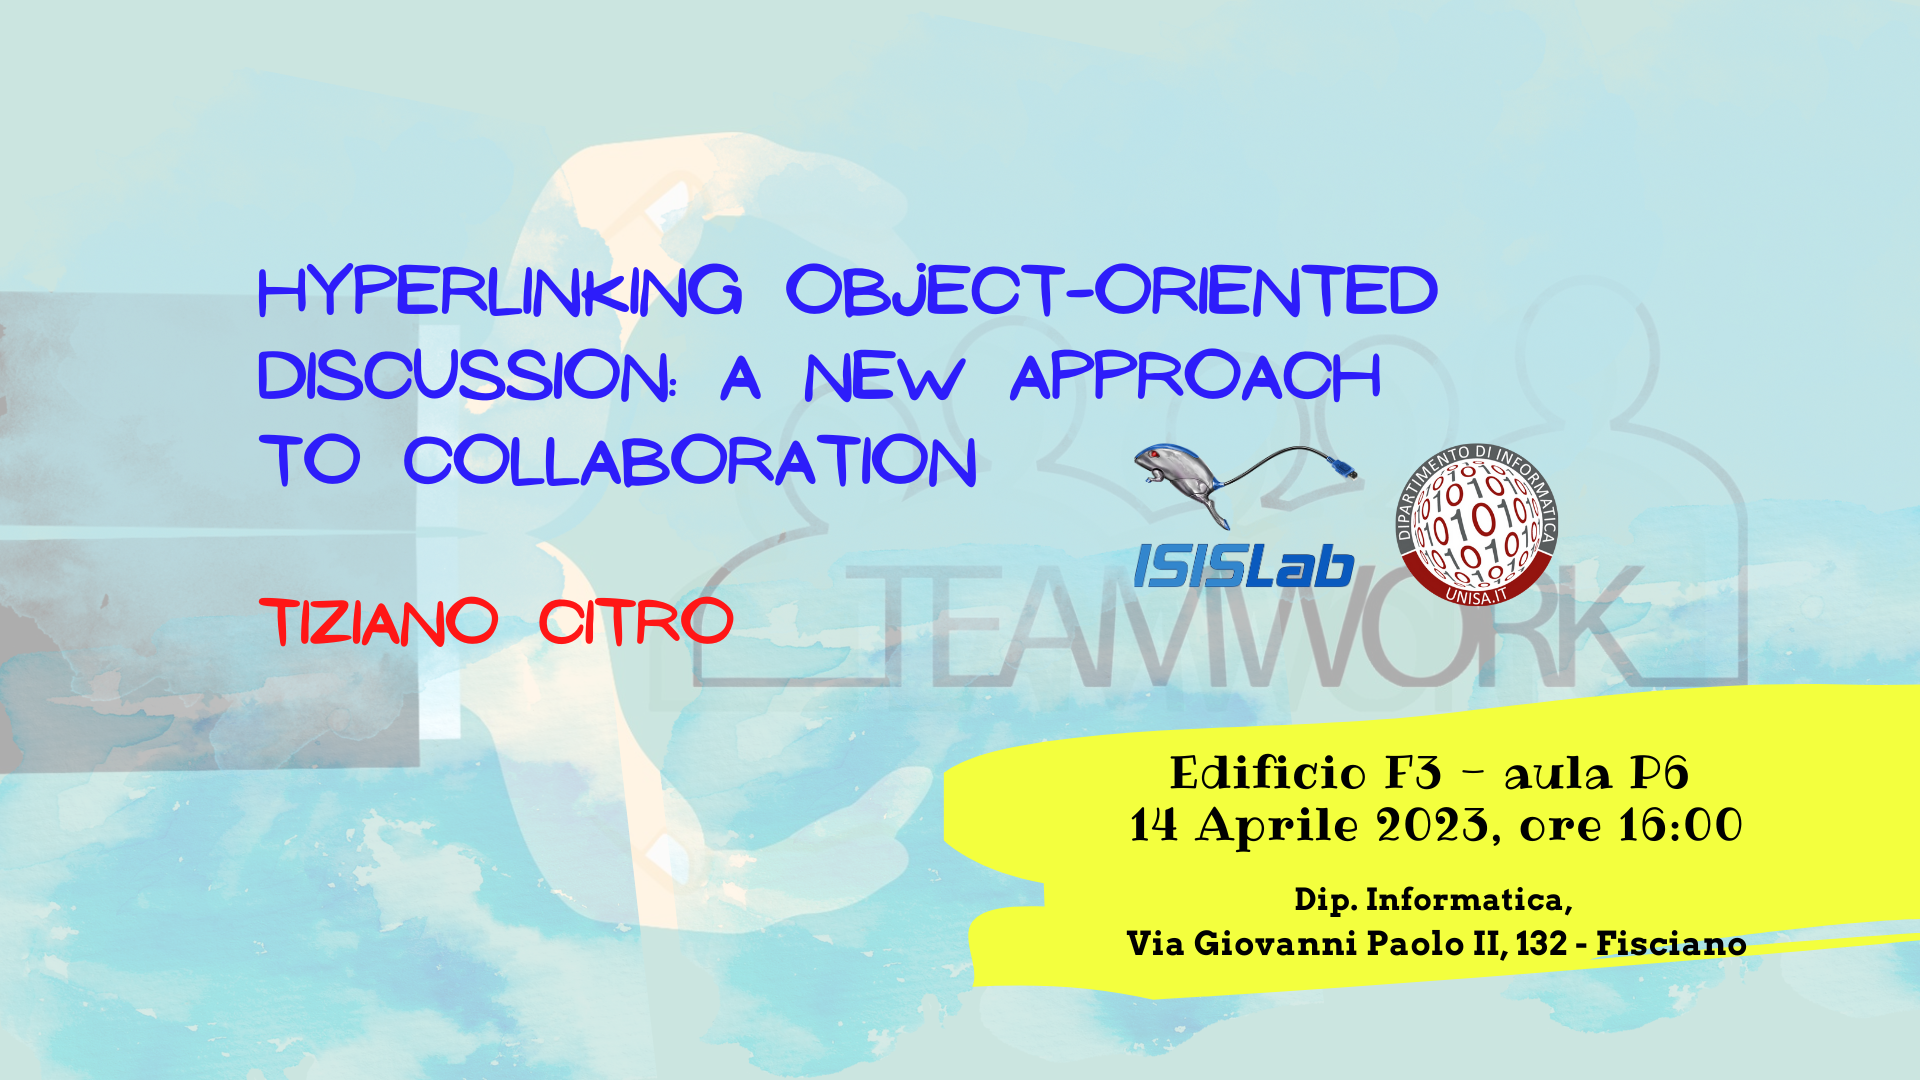 HYPERLINKING OBJECT-ORIENTED
DISCUSSION: A NEW APPROACH
TO COLLABORATION
ISISLab
DIPARTIMENTO DI INFORMATICA
UNISA.IT
TIZIANO CITRO
TEAMWORK
Edificio F3 - aula P6
14 Aprile 2023, ore 16:00
Dip. Informatica,
Via Giovanni Paolo II, 132 - Fisciano